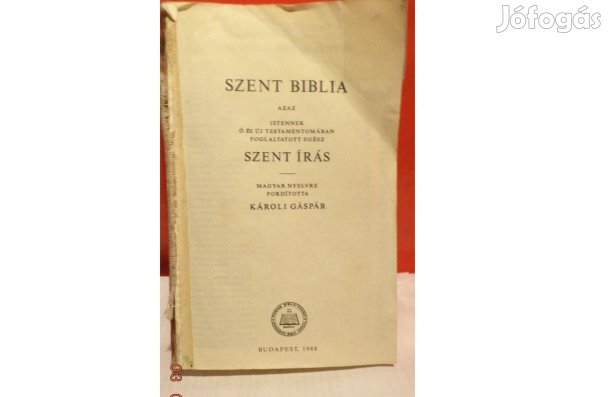 Jófogás
SZENT BIBLIA
AZAZ
ISTENNEK
Ó ÉS ÚJ TESTAMENTOMÁBAN
FOGLALTATOTT EGÉSZ
SZENT ÍRÁS
MAGYAR NYELVRE
FORDÍTOTTA
KÁROLI GÁSPÁR
BUDAPEST, 1988